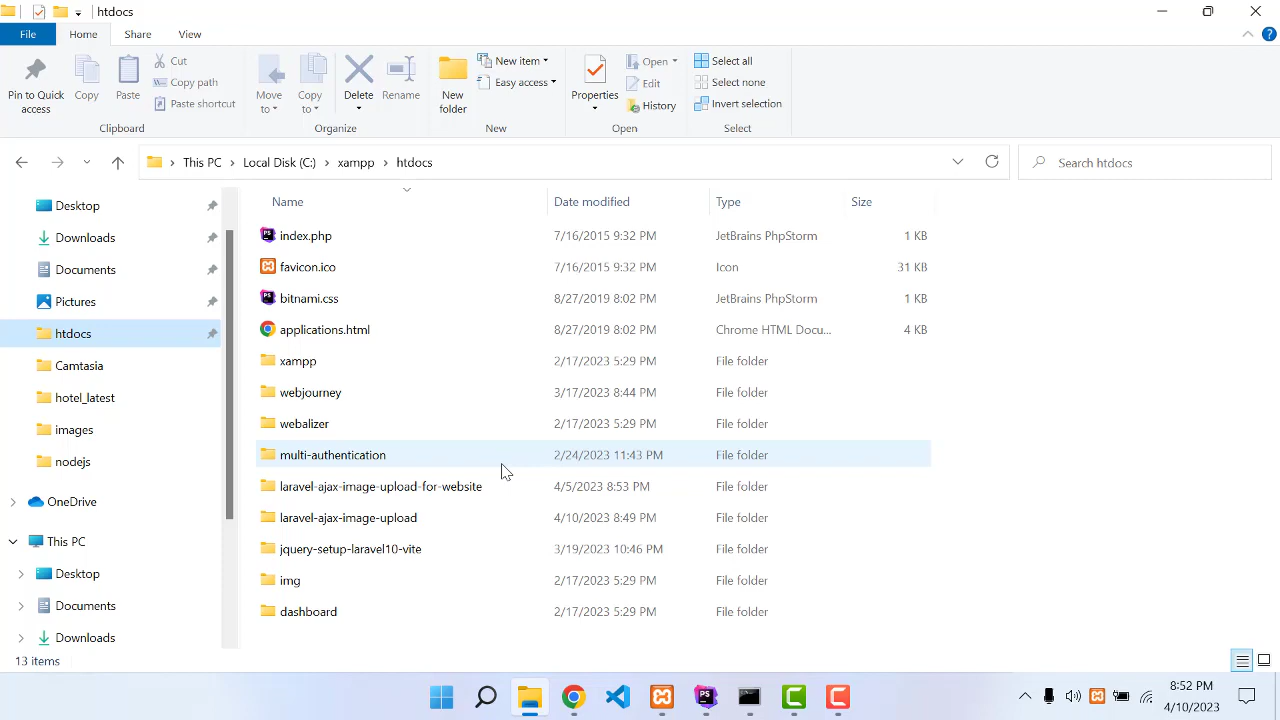 htdocs
File Home Share View
Pin to Quick access
Copy
Paste
Cut
Copy path
Paste shortcut
Clipboard
Move to
Copy to
Delete
Rename
Organize
New folder
New item
Easy access
New
Properties
Open
Edit
History
Open
Select all
Select none
Invert selection
Select
This PC > Local Disk (C:) > xampp > htdocs
Search htdocs
Desktop
Downloads
Documents
Pictures
htdocs
Camtasia
hotel_latest
images
nodejs
OneDrive
This PC
Desktop
Documents
Downloads
Name Date modified Type Size
index.php 7/16/2015 9:32 PM JetBrains PhpStorm 1 KB
favicon.ico 7/16/2015 9:32 PM Icon 31 KB
bitnami.css 8/27/2019 8:02 PM JetBrains PhpStorm 1 KB
applications.html 8/27/2019 8:02 PM Chrome HTML Docu... 4 KB
xampp 2/17/2023 5:29 PM File folder
webjourney 3/17/2023 8:44 PM File folder
webalizer 2/17/2023 5:29 PM File folder
multi-authentication 2/24/2023 11:43 PM File folder
laravel-ajax-image-upload-for-website 4/5/2023 8:53 PM File folder
laravel-ajax-image-upload 4/10/2023 8:49 PM File folder
jquery-setup-laravel10-vite 3/19/2023 10:46 PM File folder
img 2/17/2023 5:29 PM File folder
dashboard 2/17/2023 5:29 PM File folder
13 items
8:52 PM
4/10/2023